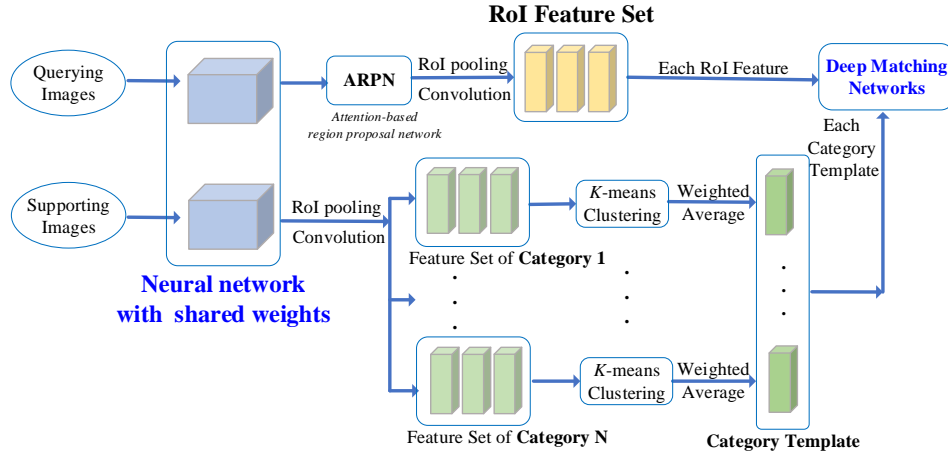 RoI Feature Set
Querying
Images
ARPN
Attention-based
region proposal network
RoI pooling
Convolution
Each RoI Feature
Deep Matching
Networks
Each
Category
Template
Supporting
Images
RoI pooling
Convolution
Feature Set of Category 1
K-means
Clustering
Weighted
Average
Neural network
with shared weights
Feature Set of Category N
K-means
Clustering
Weighted
Average
Category Template